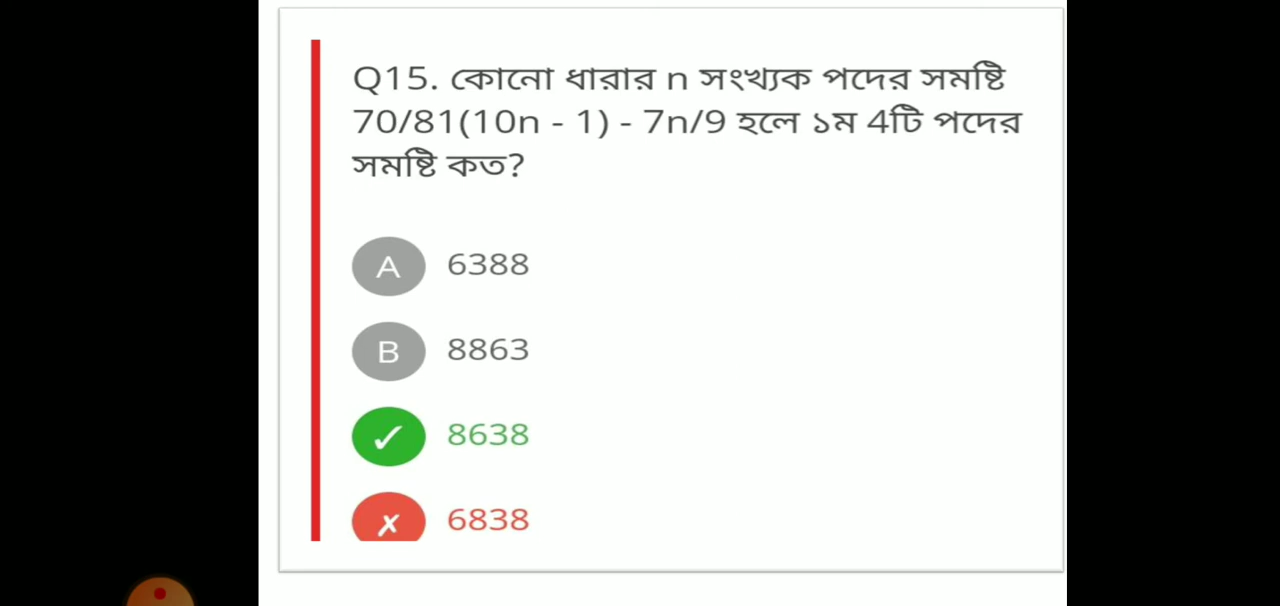 Q15. কোনো ধারার n সংখ্যক পদের সমষ্টি
70/81(10n - 1) - 7n/9 হলে ১ম 4টি পদের
সমষ্টি কত?
A 6388
B 8863
✓ 8638
✗ 6838